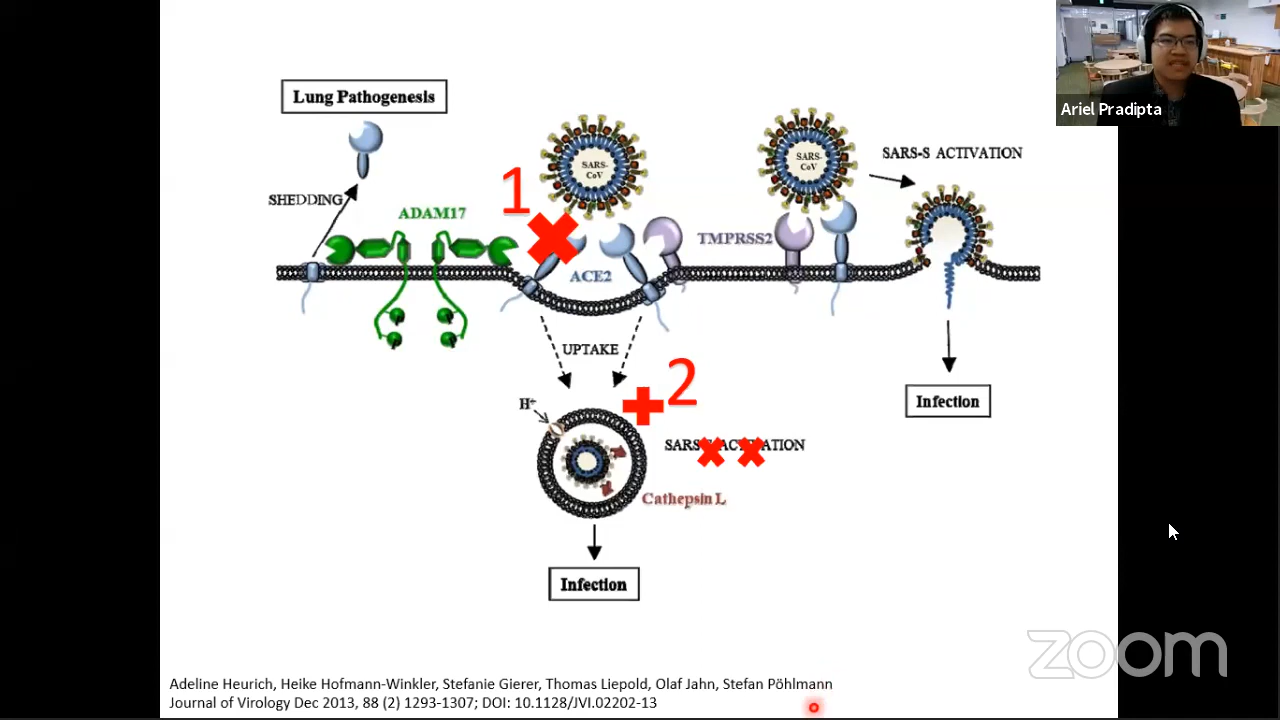 Ariel Pradipta
Lung Pathogenesis
SARS-
CoV
SARS-
CoV
SARS-S ACTIVATION
SHEDDING
1
ADAM17
TMPRSS2
ACE2
UPTAKE
2
H+
Infection
SARS-S ACTIVATION
Cathepsin L
Infection
zoom
Adeline Heurich, Heike Hofmann-Winkler, Stefanie Gierer, Thomas Liepold, Olaf Jahn, Stefan Pöhlmann
Journal of Virology Dec 2013, 88 (2) 1293-1307; DOI: 10.1128/JVI.02202-13